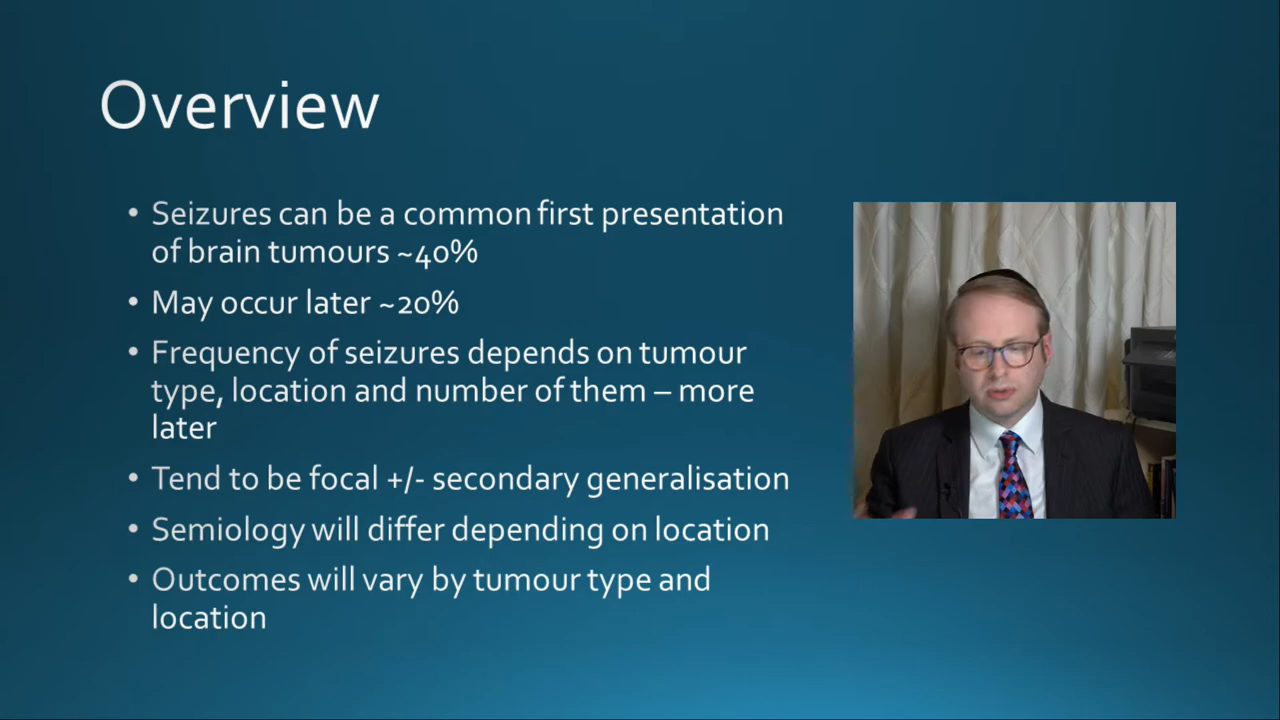 Overview
• Seizures can be a common first presentation
of brain tumours ~40%
• May occur later ~20%
• Frequency of seizures depends on tumour
type, location and number of them – more
later
• Tend to be focal +/- secondary generalisation
• Semiology will differ depending on location
• Outcomes will vary by tumour type and
location